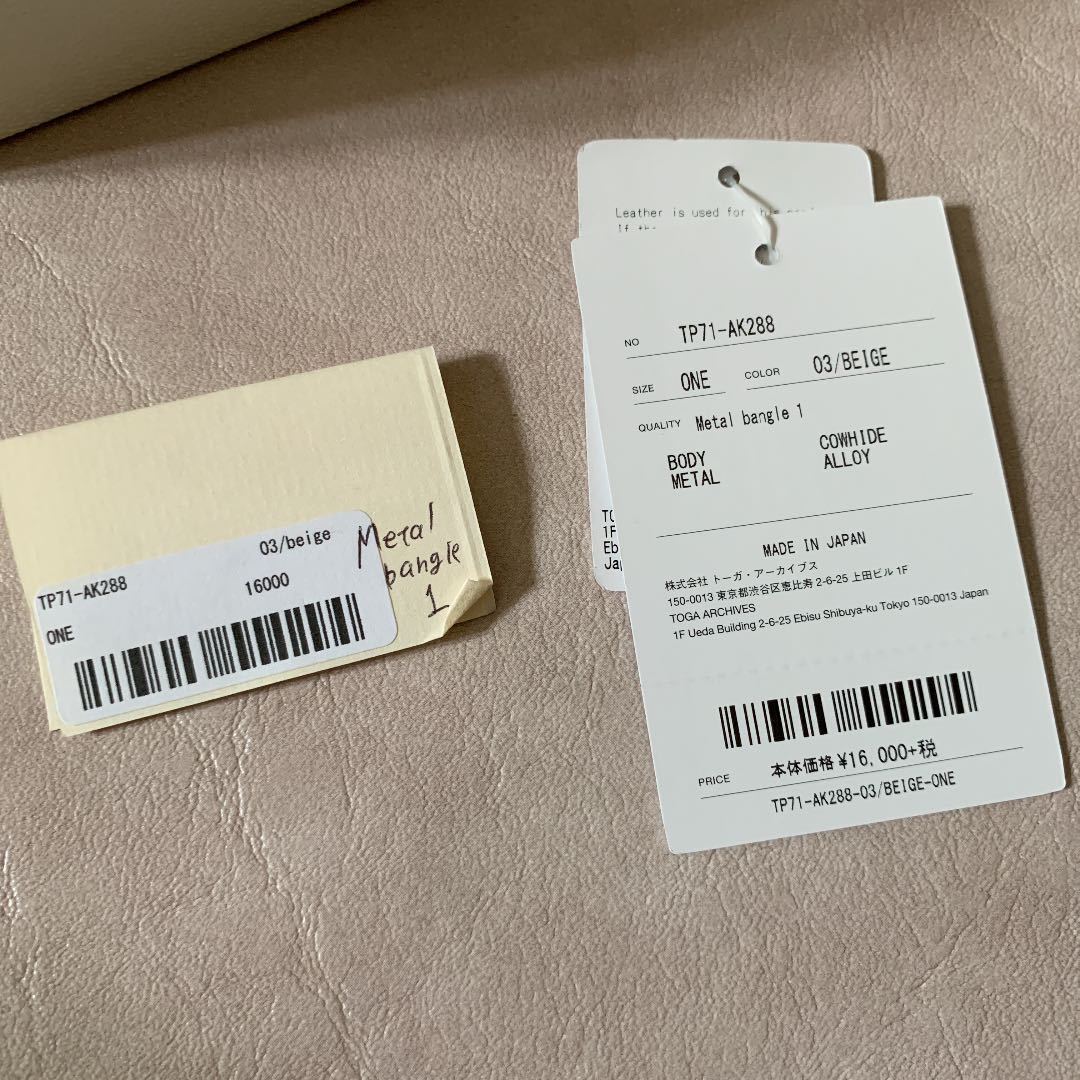 03/beige
TP71-AK288
16000
ONE
Metal
bangle
1
Leather is used for this
If the
NO TP71-AK288
SIZE ONE COLOR 03/BEIGE
QUALITY Metal bangle 1
BODY COWHIDE
METAL ALLOY
MADE IN JAPAN
株式会社 トーガ・アーカイブス
150-0013 東京都渋谷区恵比寿 2-6-25 上田ビル 1F
TOGA ARCHIVES
1F Ueda Building 2-6-25 Ebisu Shibuya-ku Tokyo 150-0013 Japan
PRICE 本体価格 ¥16,000+税
TP71-AK288-03/BEIGE-ONE
1F